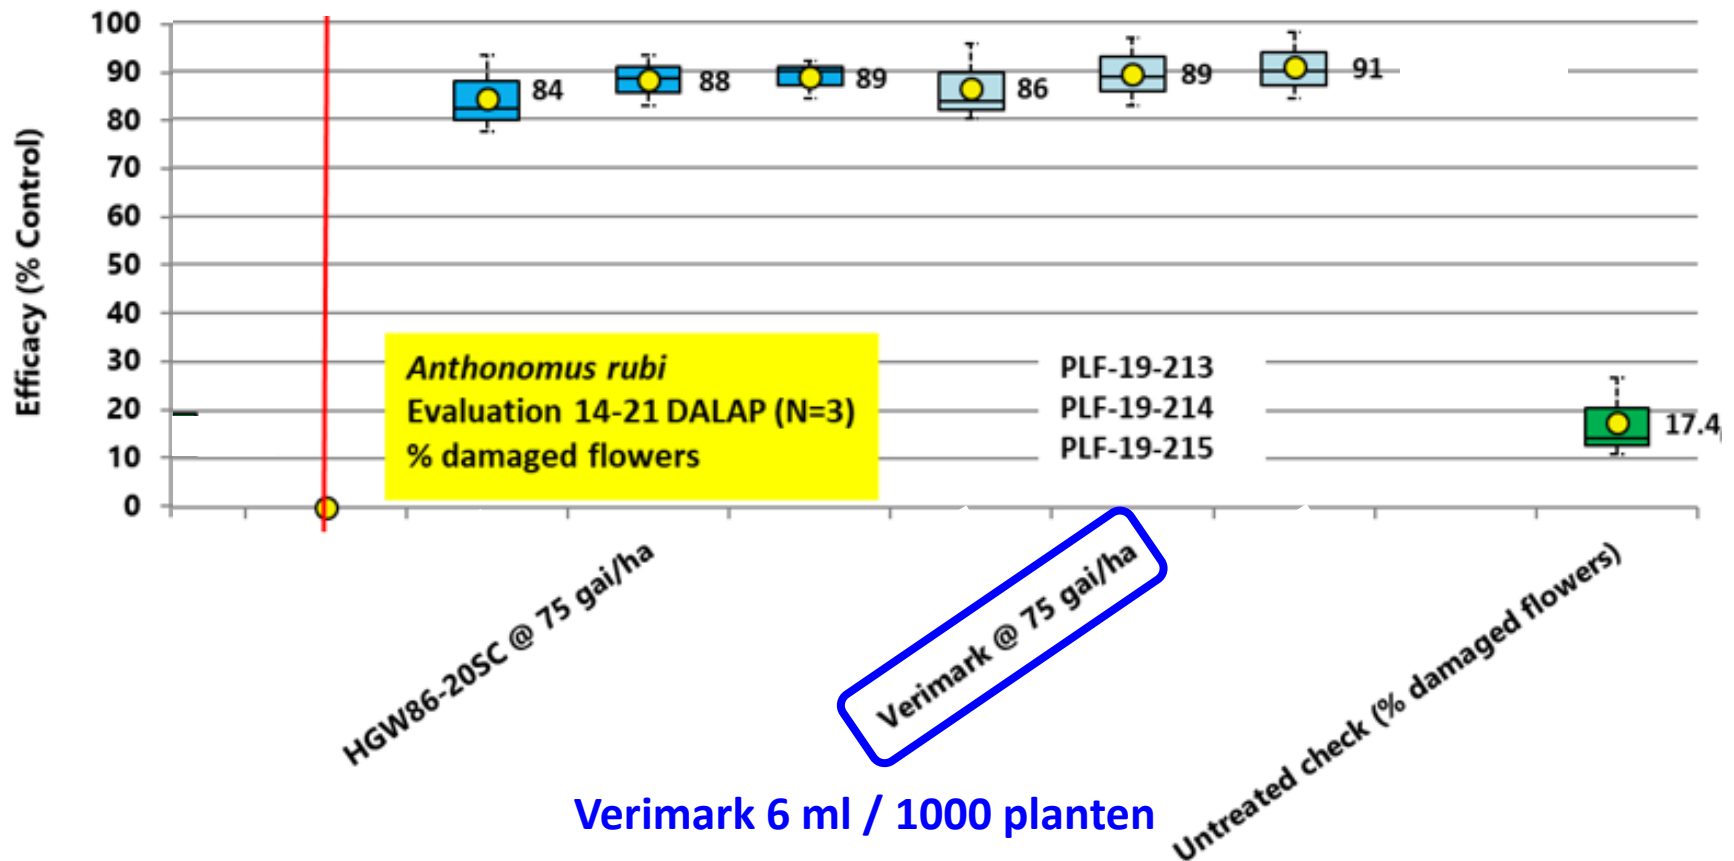 Efficacy (% Control)
100
90
80
70
60
50
40
30
20
10
0
84
88
89
86
89
91
17.4
Anthonomus rubi
Evaluation 14-21 DALAP (N=3)
% damaged flowers
PLF-19-213
PLF-19-214
PLF-19-215
HGW86-20SC @ 75 gai/ha
Verimark @ 75 gai/ha
Untreated check (% damaged flowers)
Verimark 6 ml / 1000 planten